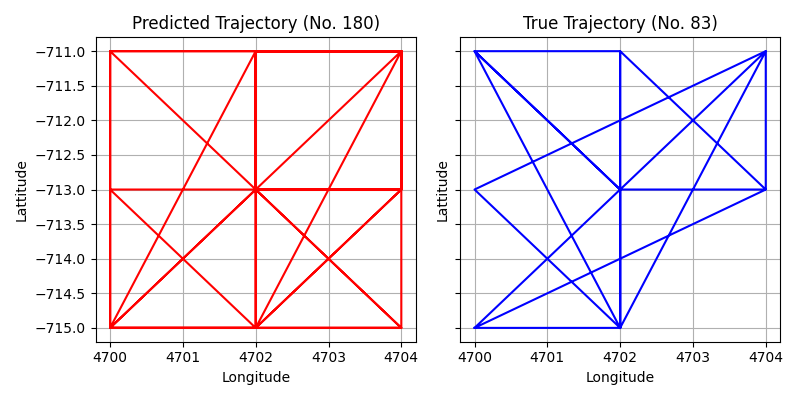 Predicted Trajectory (No. 180)
True Trajectory (No. 83)
−711.0
−711.5
−712.0
−712.5
−713.0
−713.5
−714.0
−714.5
−715.0
Lattitude
Lattitude
4700 4701 4702 4703 4704
4700 4701 4702 4703 4704
Longitude
Longitude